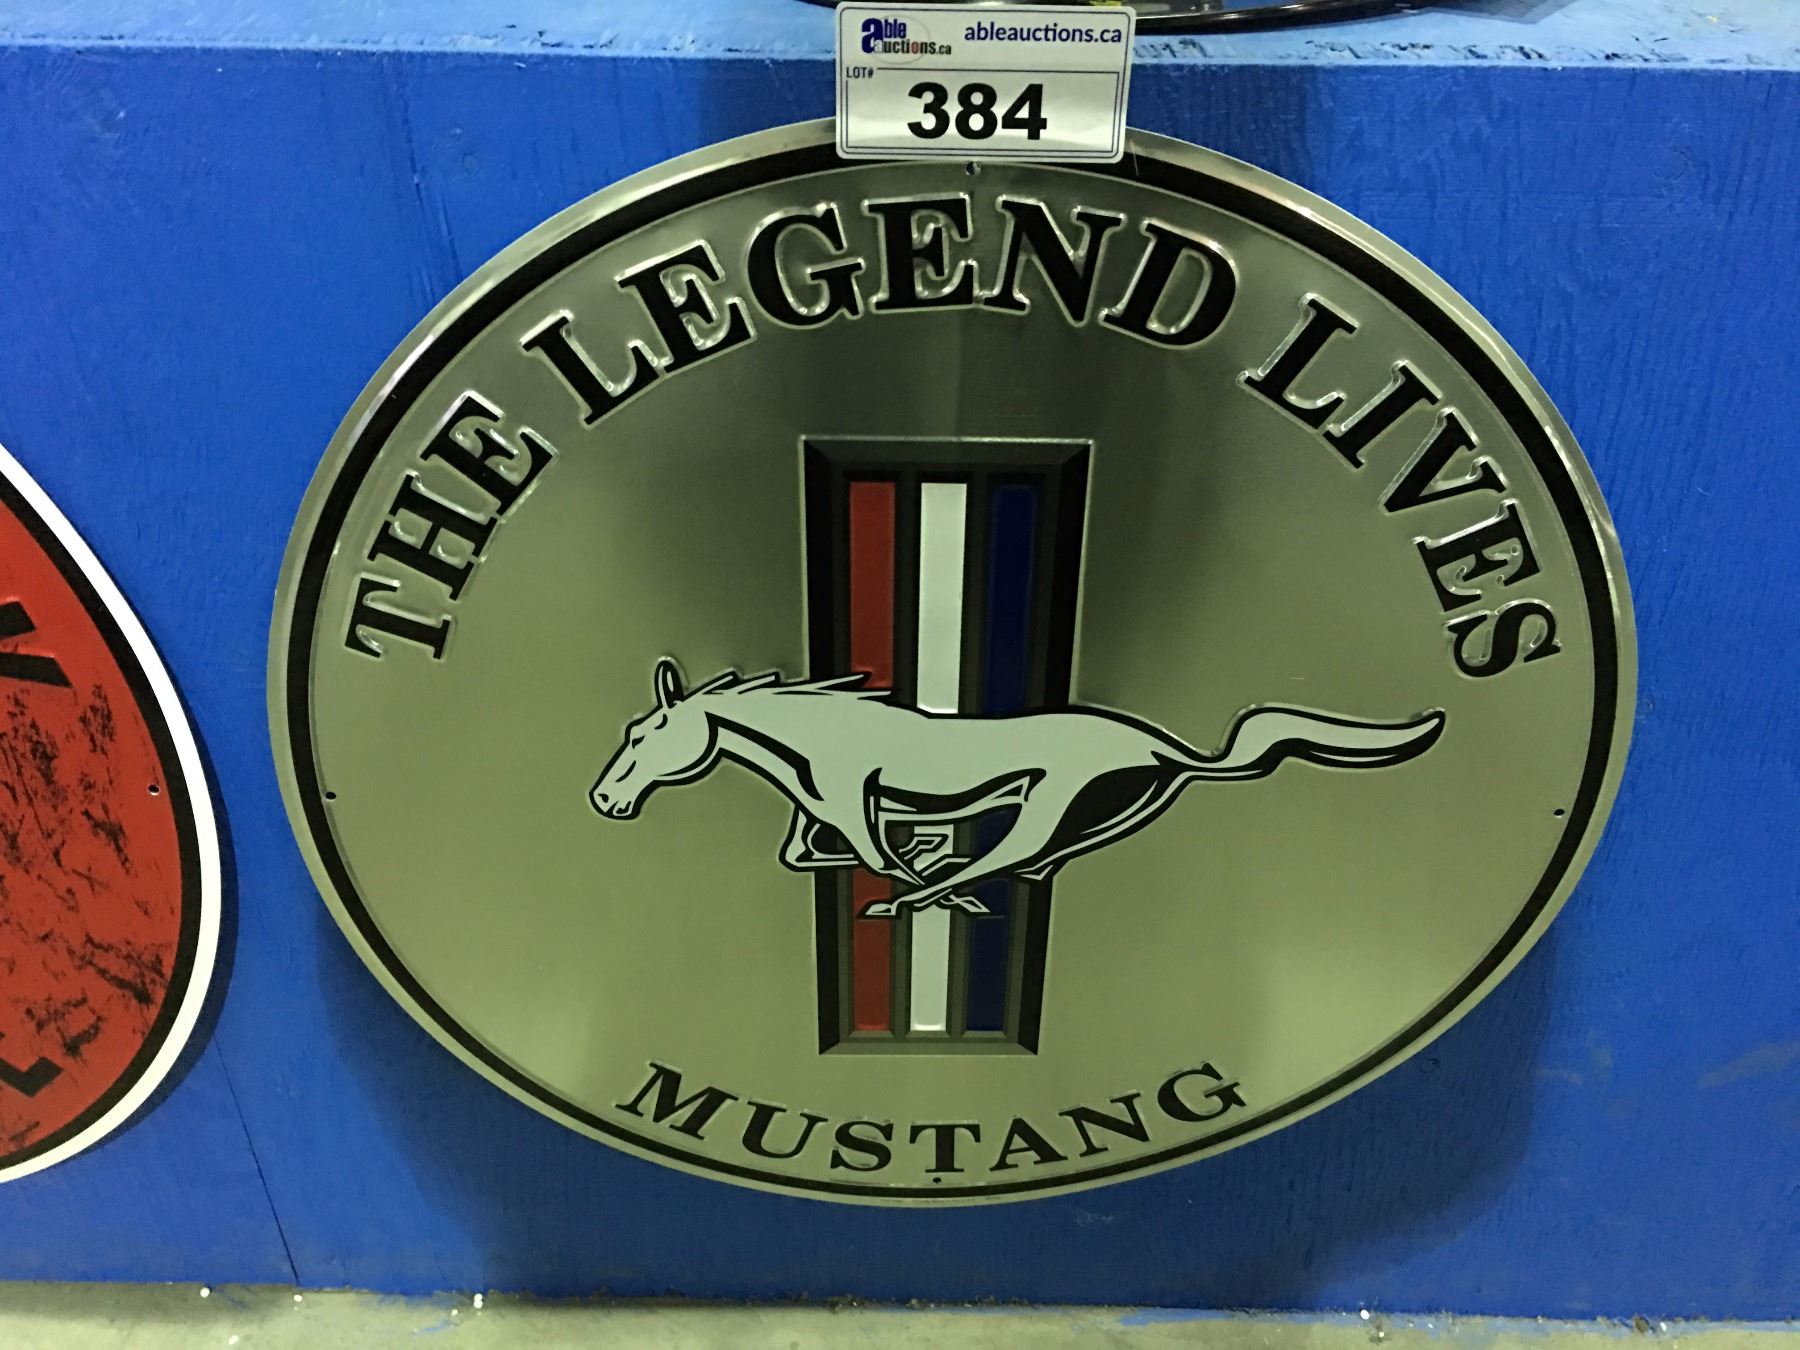 able auctions.ca
ableauctions.ca
LOT#
384
THE LEGEND LIVES
MUSTANG